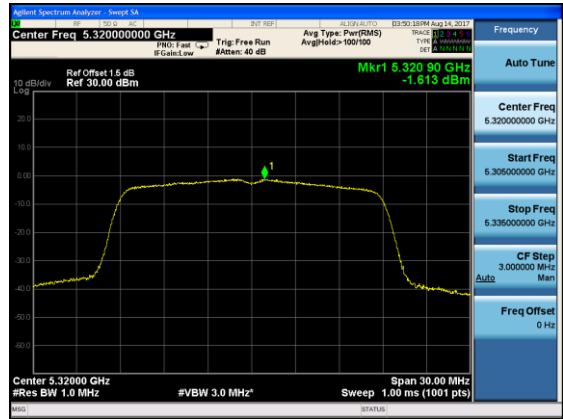 Agilent Spectrum Analyzer - Swept SA
RF 50 Ω AC INT REF ALIGN AUTO 03:50:18PM Aug 14, 2017
Center Freq 5.320000000 GHz
PNO: Fast
IFGain:Low
Trig: Free Run
#Atten: 40 dB
Avg Type: Pwr(RMS)
Avg|Hold:>100/100
TRACE 1 2 3 4 5 6
TYPE
DET A N N N N N
Ref Offset 1.5 dB
10 dB/div Ref 30.00 dBm
Log
Mkr1 5.320 90 GHz
-1.613 dBm
20.0
10.0
0.00
-10.0
-20.0
-30.0
-40.0
-50.0
-60.0
1
Center 5.32000 GHz Span 30.00 MHz
#Res BW 1.0 MHz #VBW 3.0 MHz* Sweep 1.00 ms (1001 pts)
MSG STATUS
Frequency
Auto Tune
Center Freq
5.320000000 GHz
Start Freq
5.305000000 GHz
Stop Freq
5.335000000 GHz
CF Step
3.000000 MHz
Auto Man
Freq Offset
0 Hz